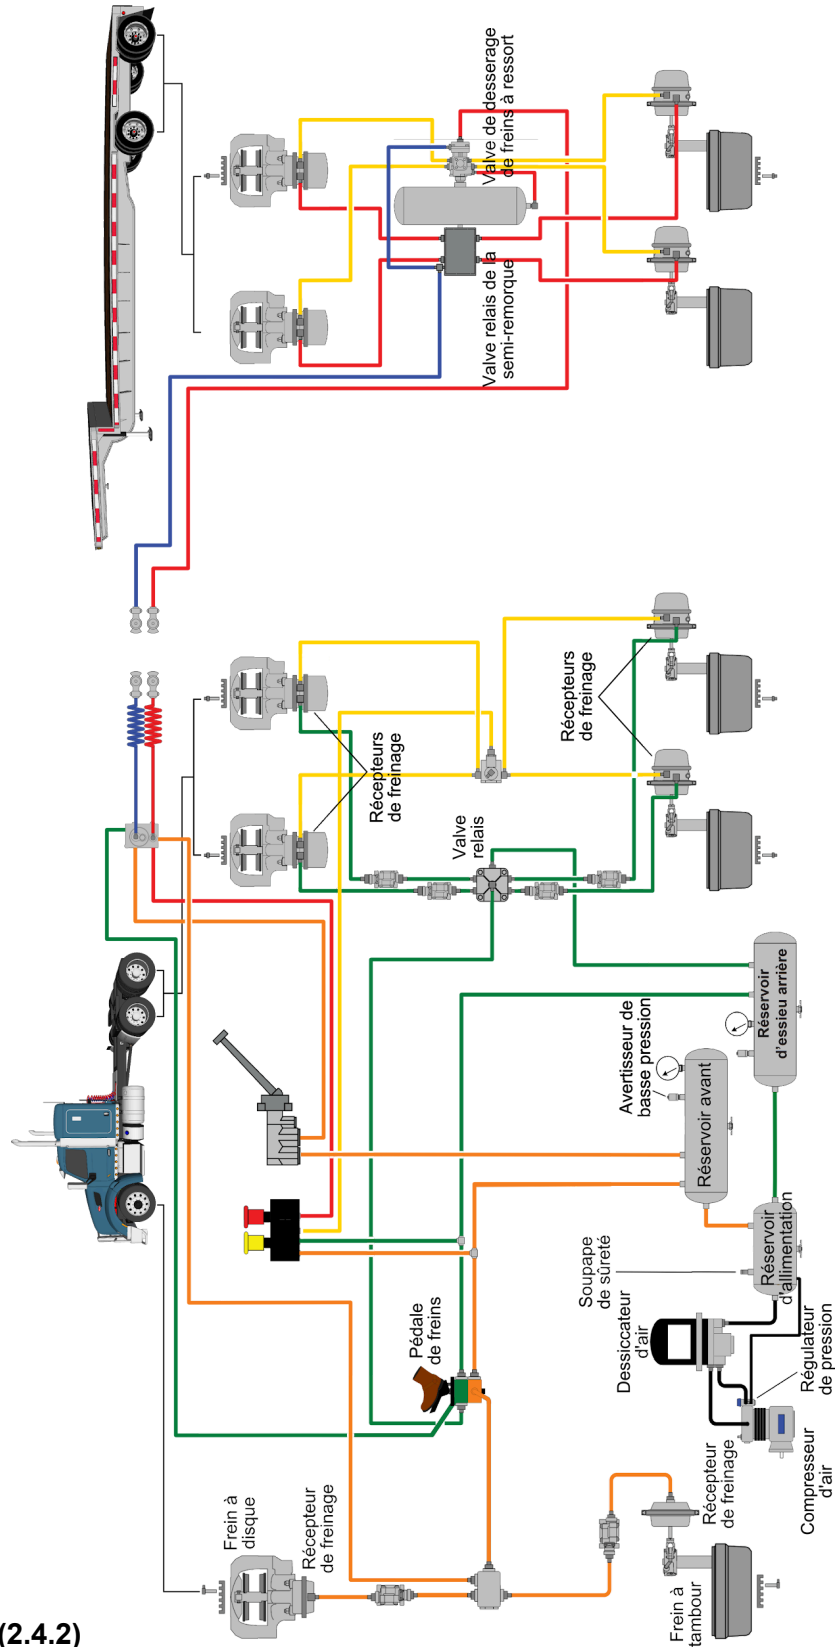 Valve de desserage
de freins à ressort
Valve relais de la
semi-remorque
Récepteurs
de freinage
Récepteurs
de freinage
Valve
relais
Réservoir
d'essieu arrière
Avertisseur de
basse pression
Réservoir avant
Réservoir
d'allimentation
Soupape
de sûreté
Dessiccateur
d'air
Régulateur
de pression
Pédale
de freins
Compresseur
d'air
Récepteur
de freinage
Frein à
disque
Récepteur
de freinage
Frein à
tambour
(2.4.2)